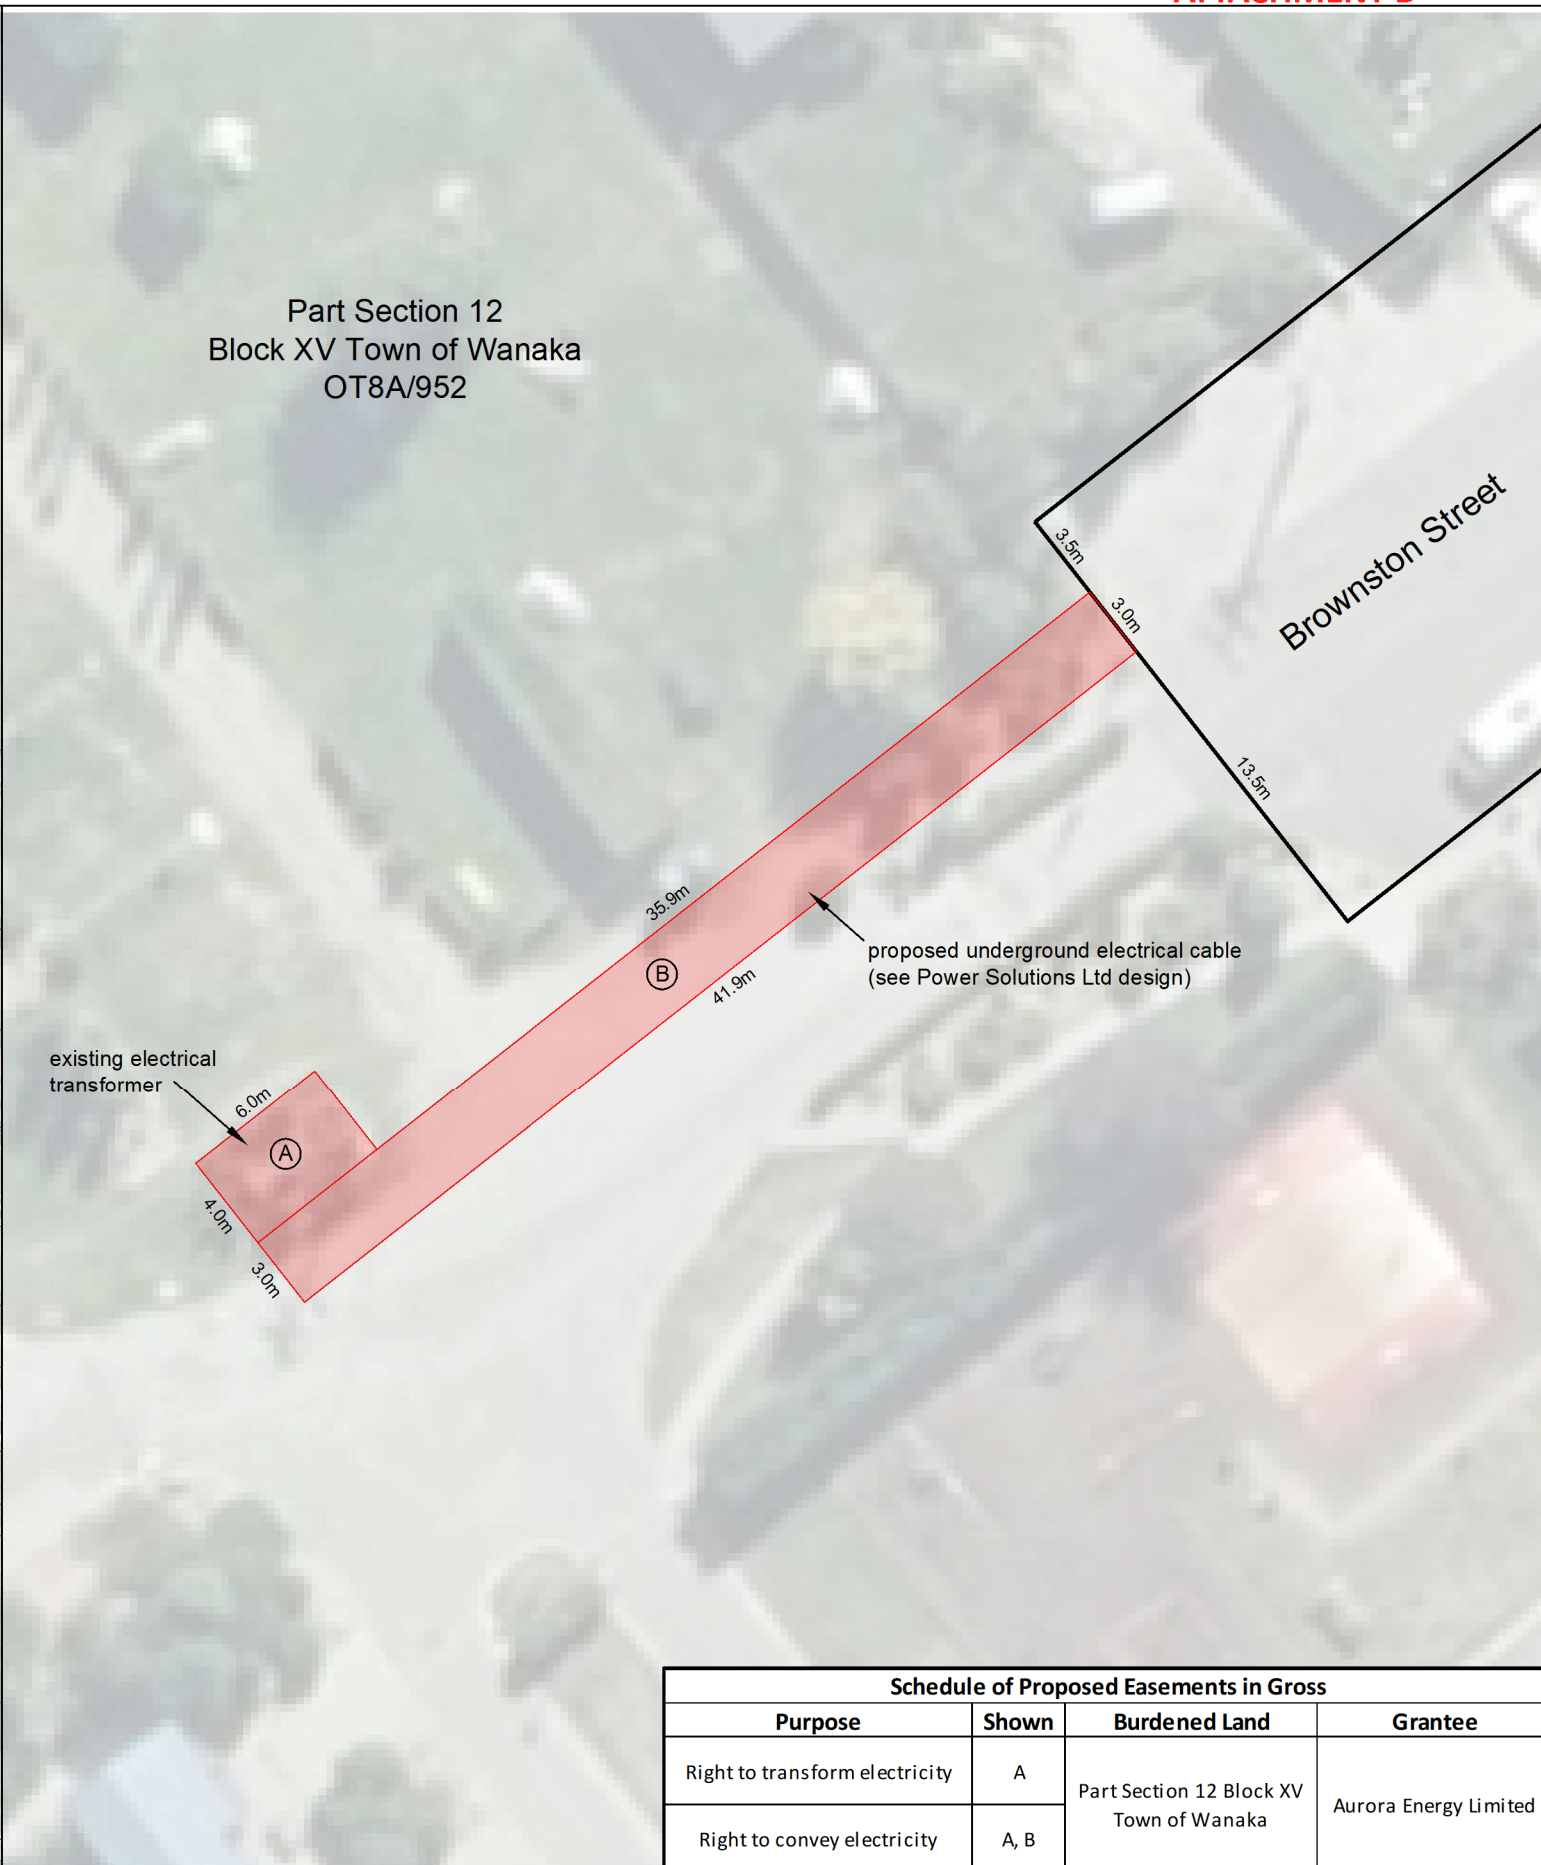 Part Section 12
Block XV Town of Wanaka
OT8A/952
3.5m
3.0m
Brownston Street
13.5m
35.9m
B
41.9m
proposed underground electrical cable
(see Power Solutions Ltd design)
existing electrical
transformer
6.0m
A
4.0m
3.0m
Schedule of Proposed Easements in Gross
Purpose Shown Burdened Land Grantee
Right to transform electricity A
Part Section 12 Block XV
Town of Wanaka
Aurora Energy Limited
Right to convey electricity A, B